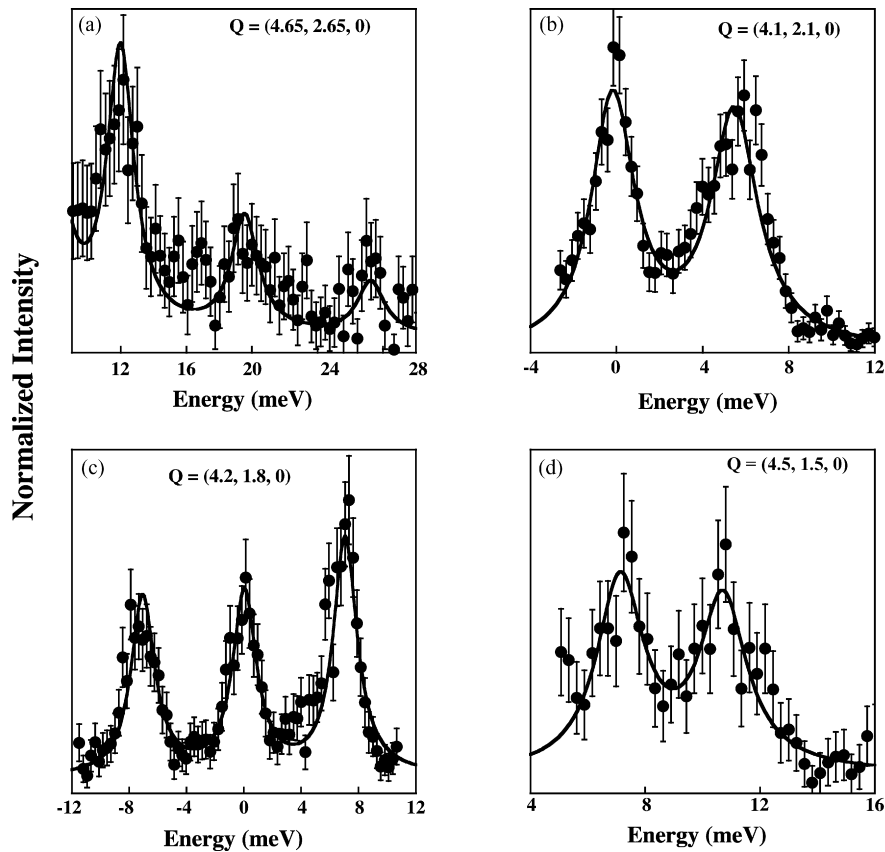 (a)
Q = (4.65, 2.65, 0)
12 16 20 24 28
Energy (meV)
(b)
Q = (4.1, 2.1, 0)
-4 0 4 8 12
Energy (meV)
Normalized Intensity
(c)
Q = (4.2, 1.8, 0)
-12 -8 -4 0 4 8 12
Energy (meV)
(d)
Q = (4.5, 1.5, 0)
4 8 12 16
Energy (meV)